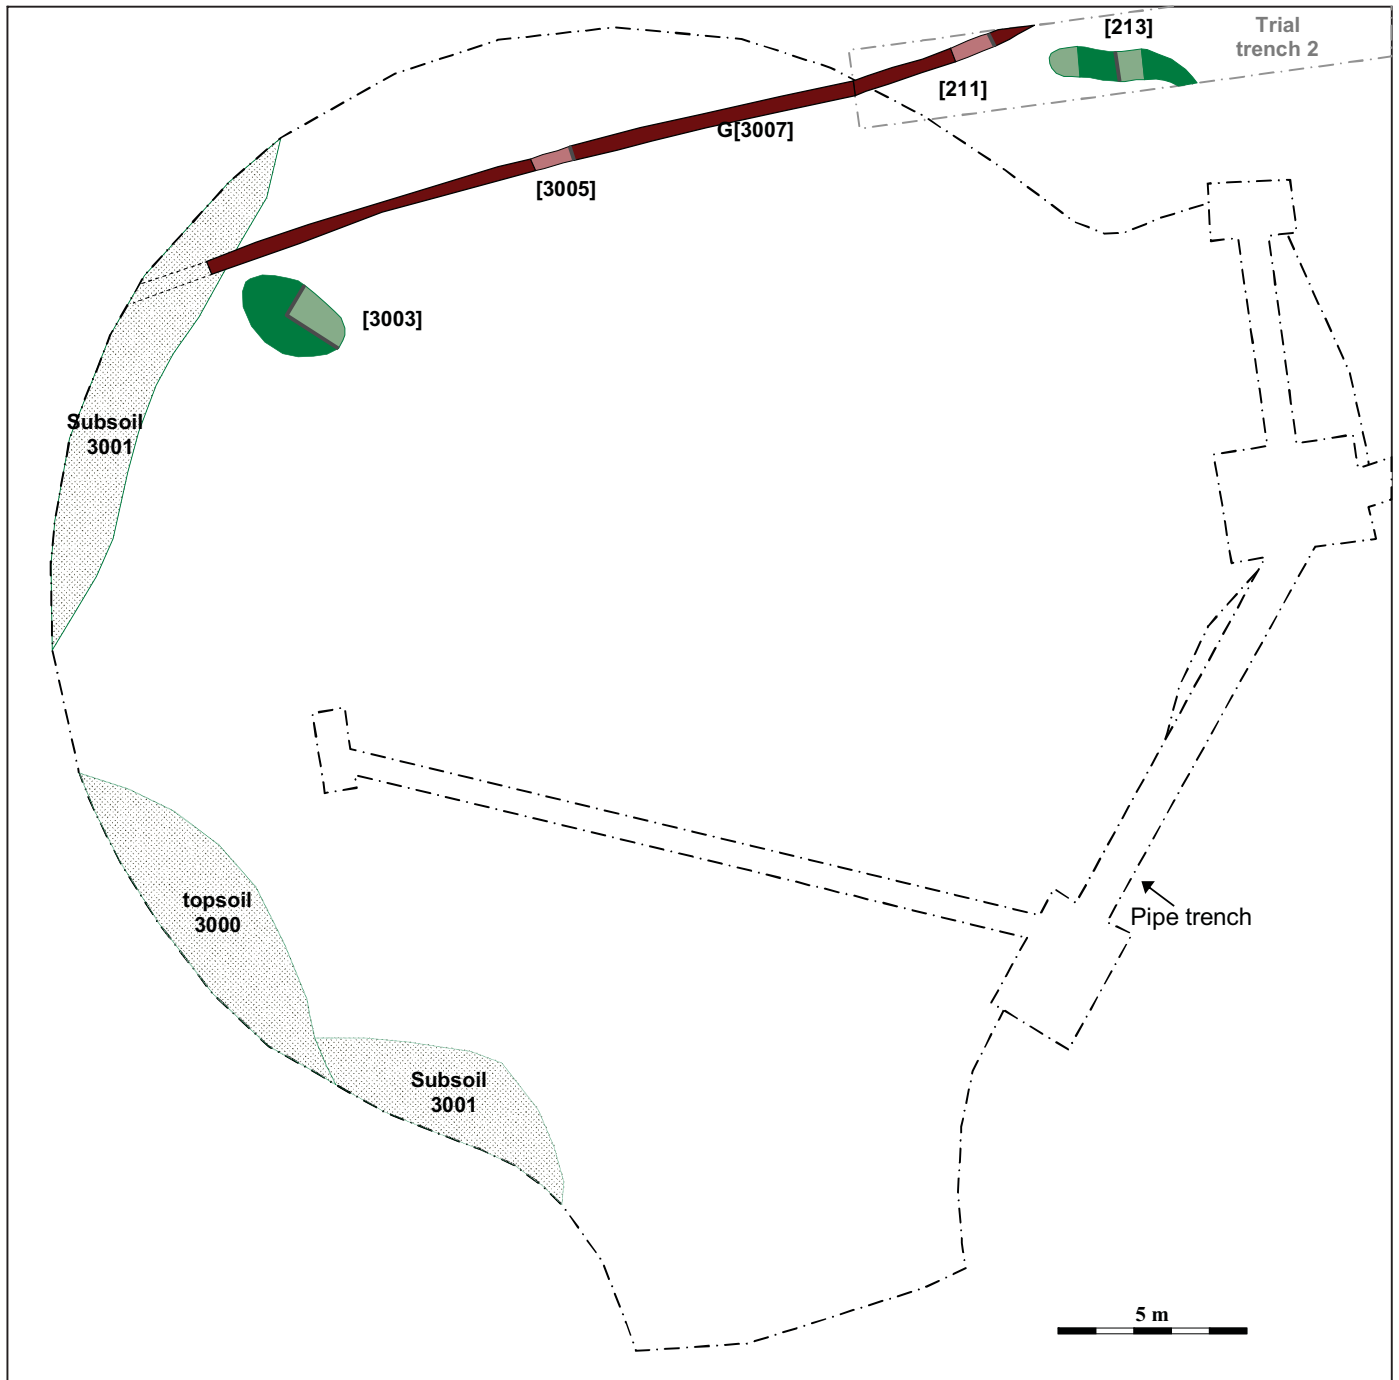 [213]
Trial
trench 2
[211]
G[3007]
[3005]
[3003]
Subsoil
3001
topsoil
3000
Pipe trench
Subsoil
3001
5 m